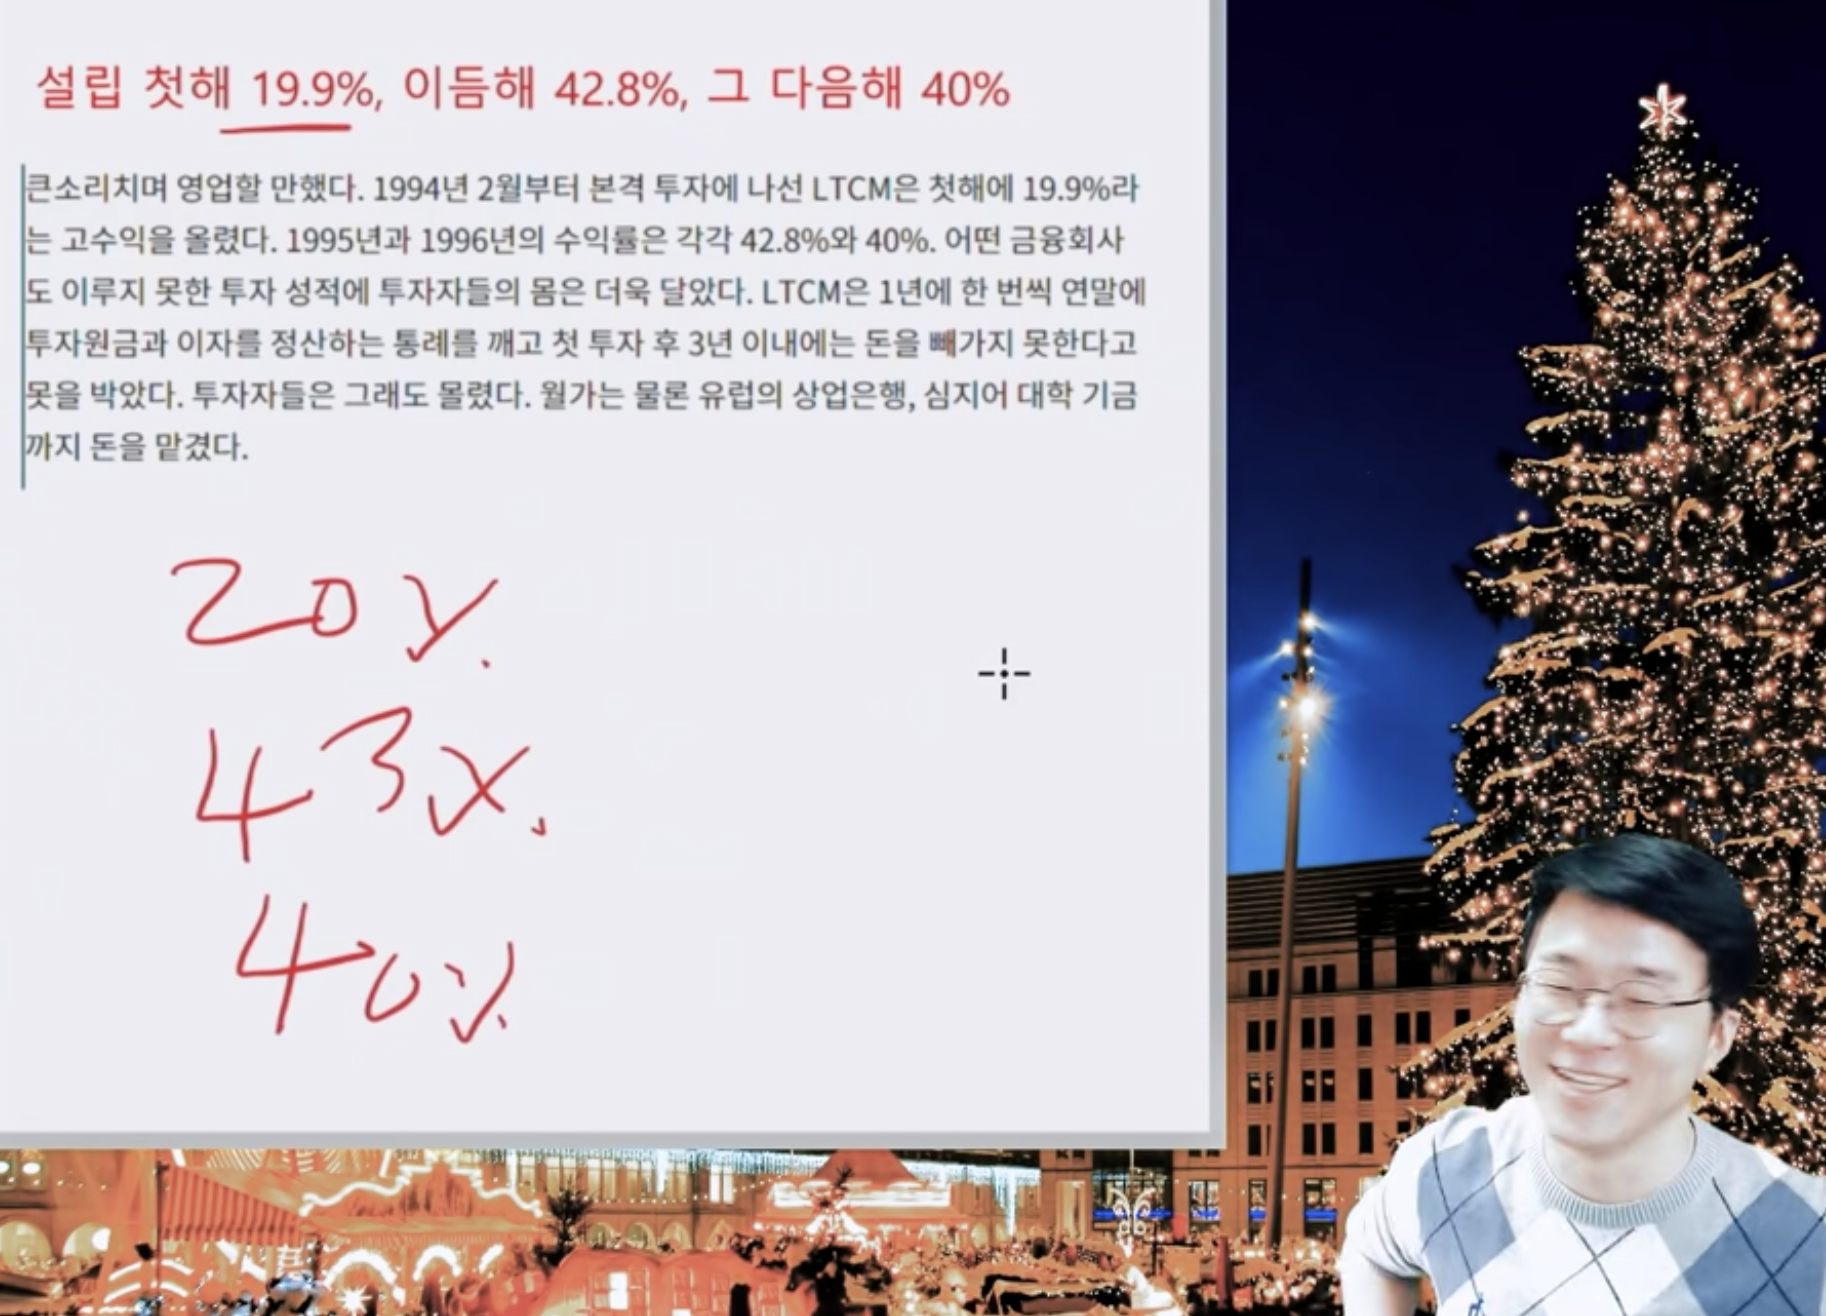 설립 첫해 19.9%, 이듬해 42.8%, 그 다음해 40%
큰소리치며 영업할 만했다. 1994년 2월부터 본격 투자에 나선 LTCM은 첫해에 19.9%라
는 고수익을 올렸다. 1995년과 1996년의 수익률은 각각 42.8%와 40%. 어떤 금융회사
도 이루지 못한 투자 성적에 투자자들의 몸은 더욱 달았다. LTCM은 1년에 한 번씩 연말에
투자원금과 이자를 정산하는 통례를 깨고 첫 투자 후 3년 이내에는 돈을 빼가지 못한다고
못을 박았다. 투자자들은 그래도 몰렸다. 월가는 물론 유럽의 상업은행, 심지어 대학 기금
까지 돈을 맡겼다.
20%
43%
40%